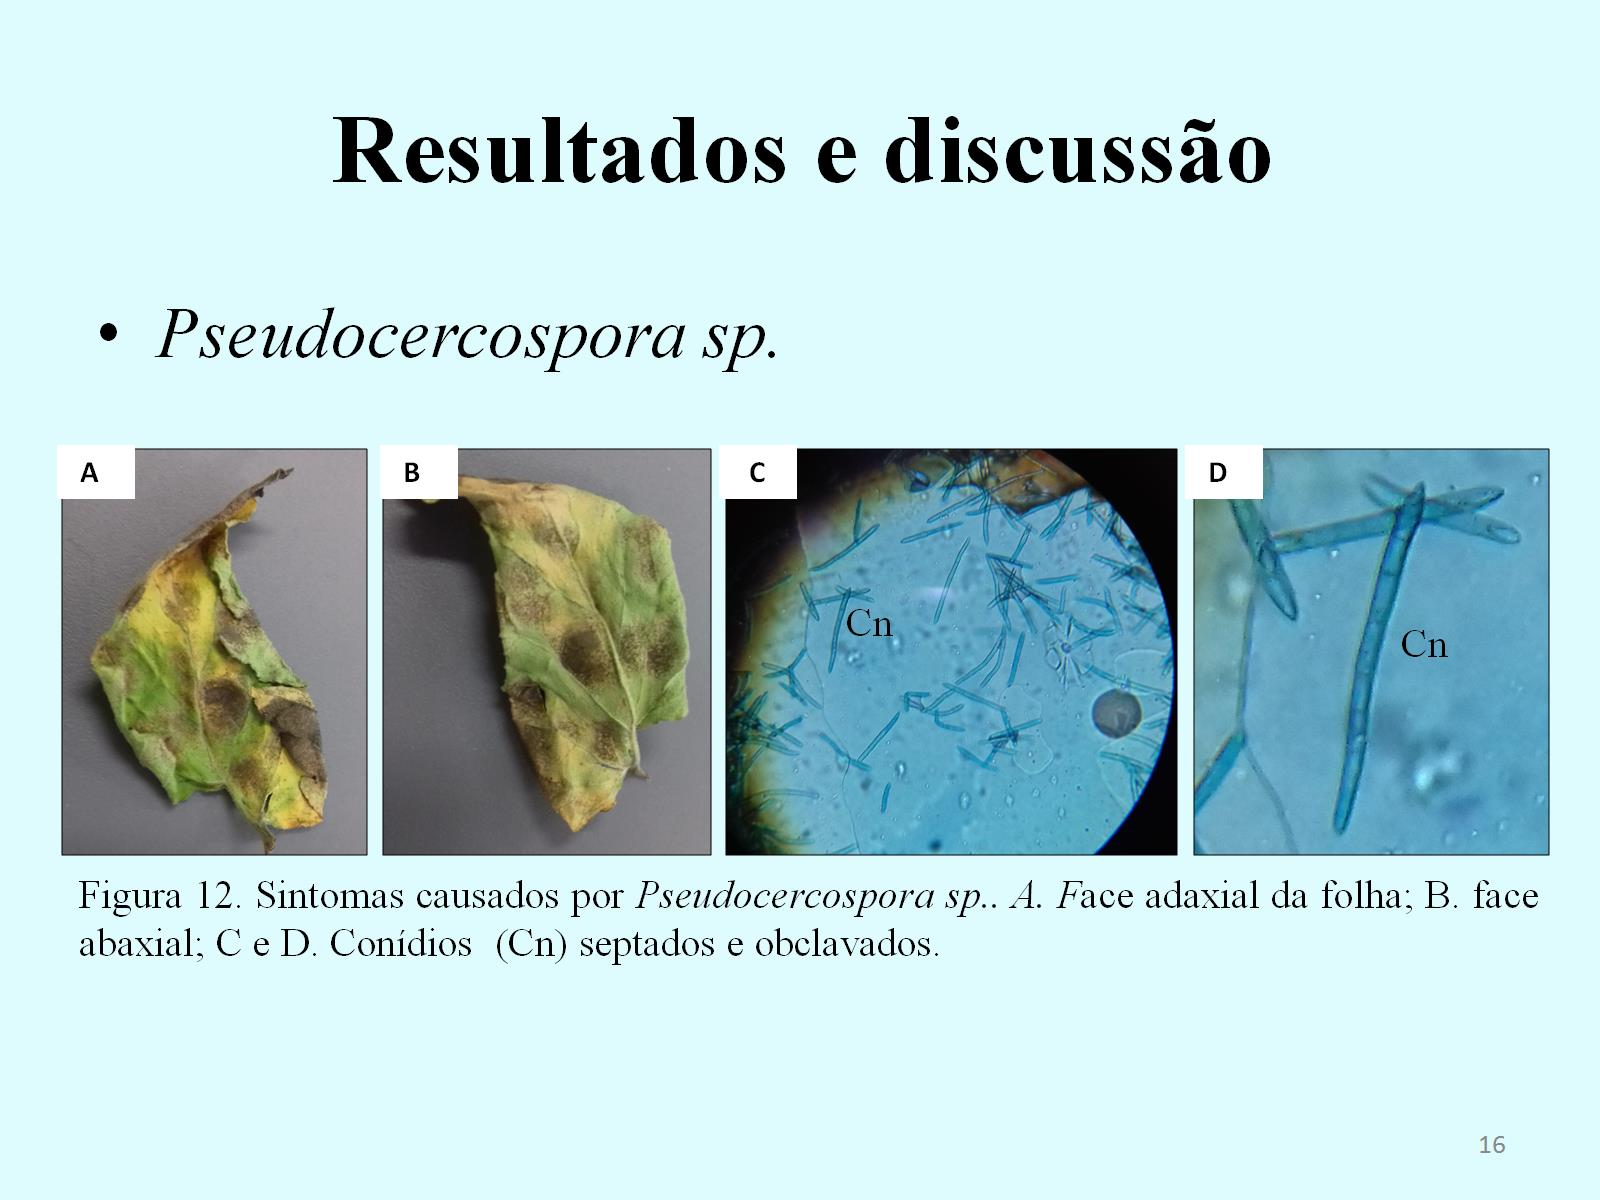 Resultados e discussão
• Pseudocercospora sp.
A B C D
Cn Cn
Figura 12. Sintomas causados por Pseudocercospora sp.. A. Face adaxial da folha; B. face
abaxial; C e D. Conídios (Cn) septados e obclavados.
16